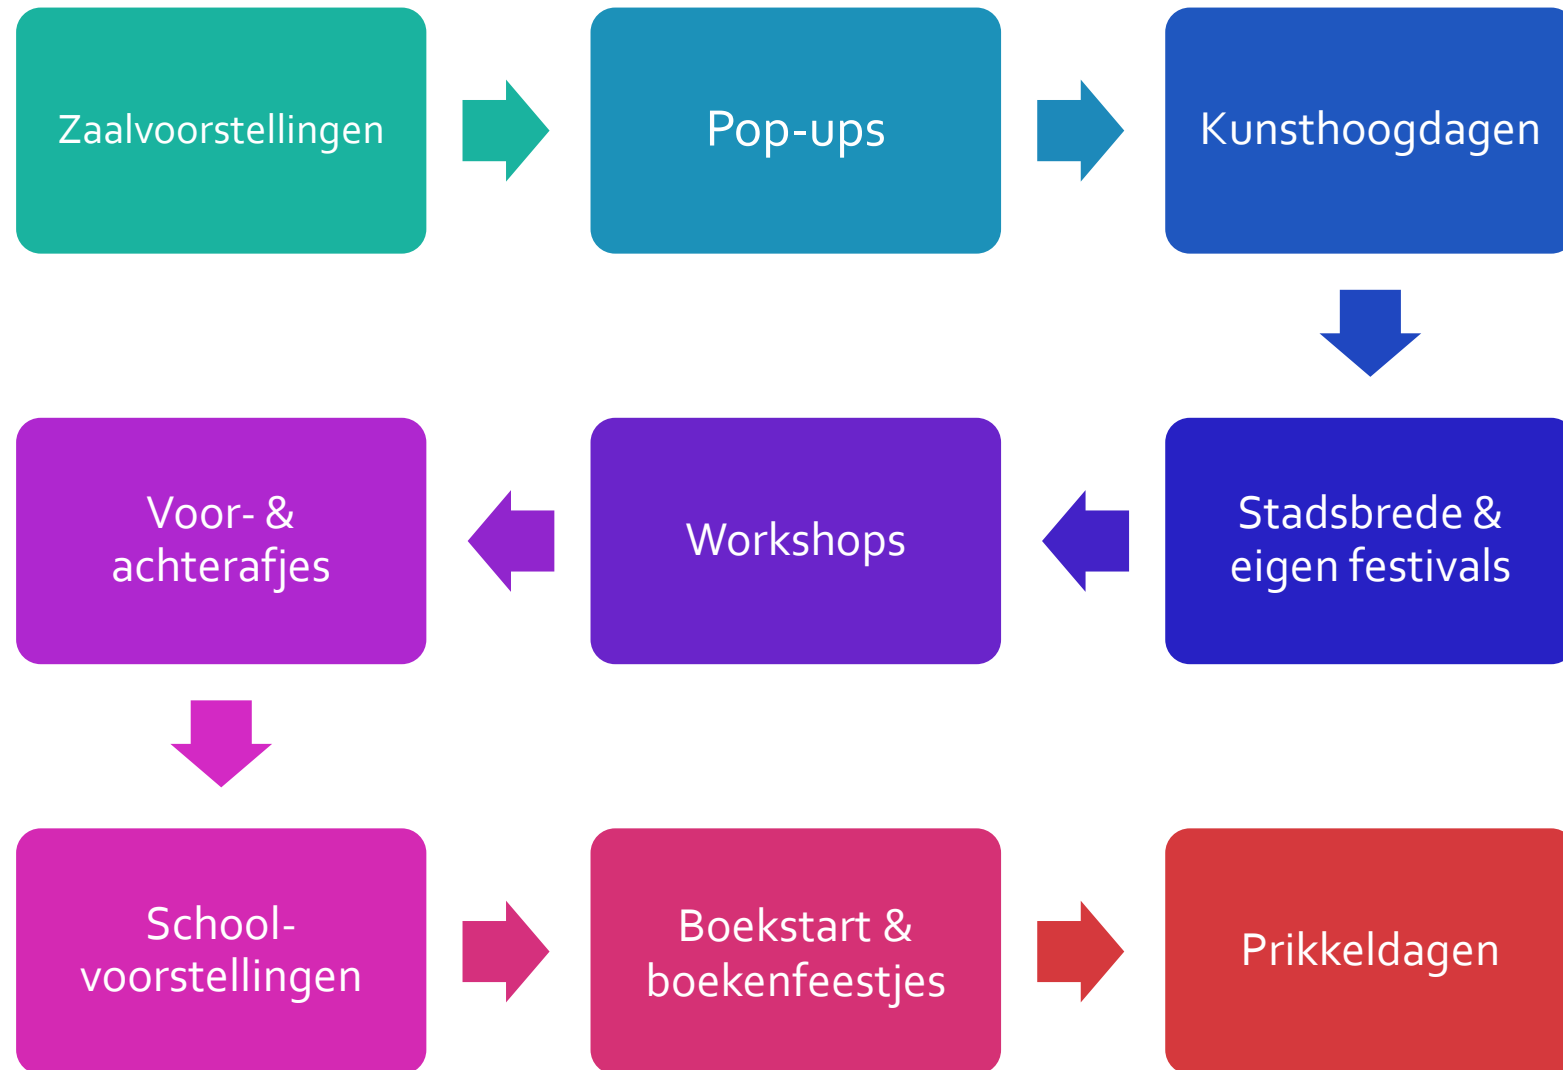 Zaalvoorstellingen
Pop-ups
Kunsthoogdagen
Stadsbrede &
eigen festivals
Workshops
Voor- &
achterafjes
School-
voorstellingen
Boekstart &
boekenfeestjes
Prikkeldagen